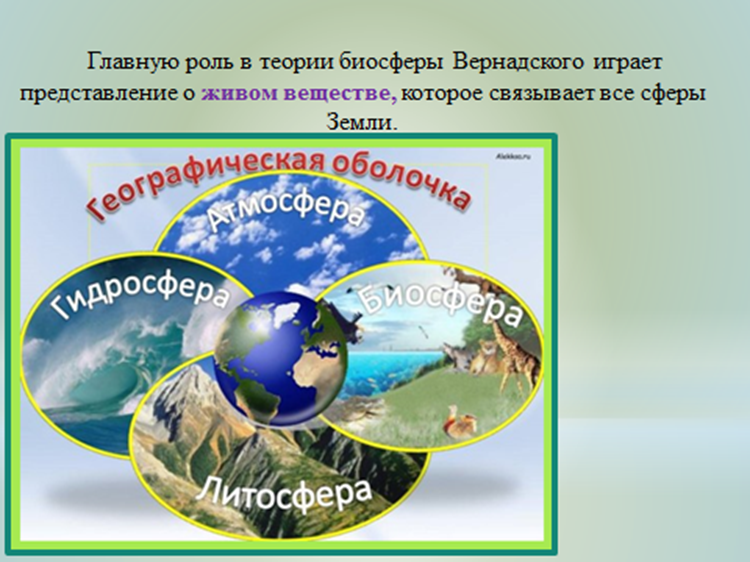 Главную роль в теории биосферы Вернадского играет
представление о живом веществе, которое связывает все сферы
Земли.
Alekkos.ru
Географическая оболочка
Атмосфера
Гидросфера
Биосфера
Литосфера